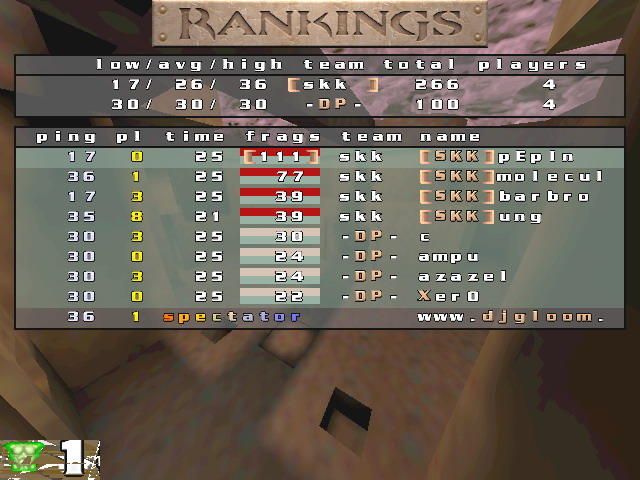 RANKINGS
low/avg/high team total players
17/ 26/ 36 [skk ] 266 4
30/ 30/ 30 -DP- 100 4
ping pl time frags team name
17 0 25 [111] skk [SKK]pEpIn
36 1 25 77 skk [SKK]molecul
17 3 25 39 skk [SKK]barbro
35 8 21 39 skk [SKK]ung
30 3 25 30 -DP- c
30 0 25 24 -DP- ampu
30 3 25 24 -DP- azazel
30 0 25 22 -DP- Xer0
36 1 spectator www.djgloom.
1